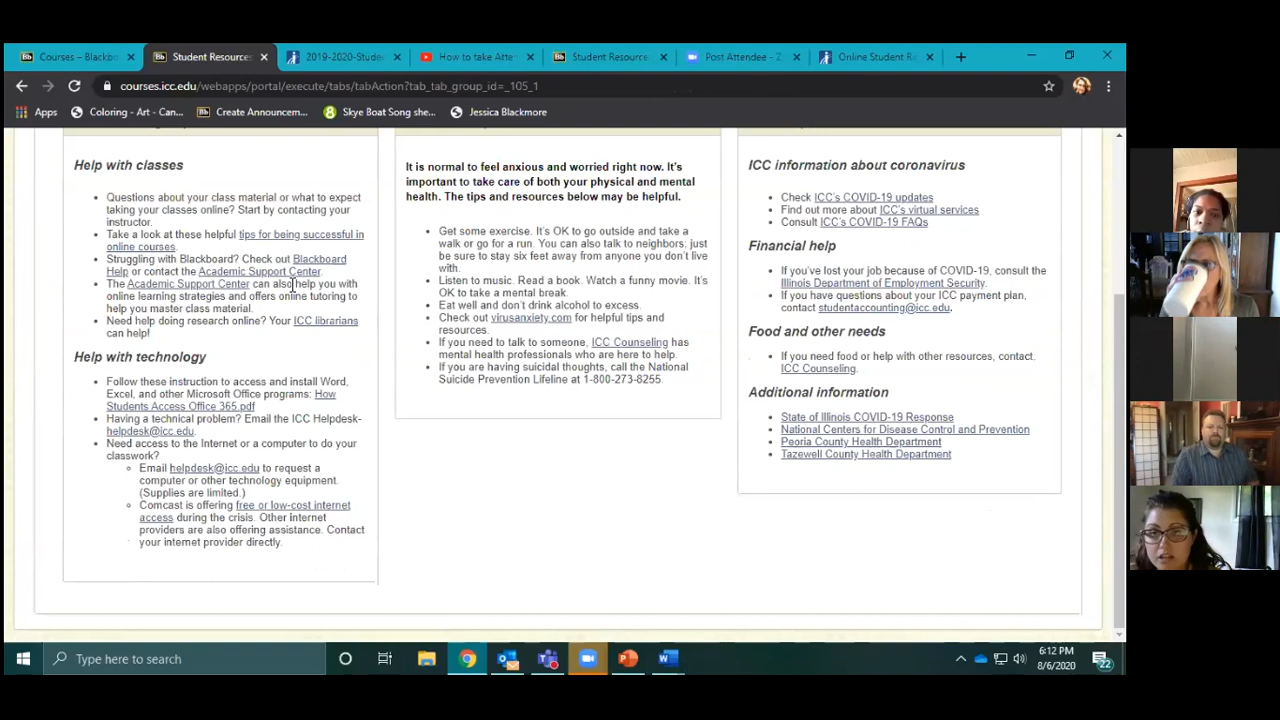 Courses – Blackbo
Student Resources
2019-2020-Stude
How to take Atte
Student Resource
Post Attendee - Z
Online Student R
courses.icc.edu/webapps/portal/execute/tabs/tabAction?tab_tab_group_id=_105_1
Apps
Coloring - Art - Can...
Create Announcem...
Skye Boat Song she...
Jessica Blackmore
Help with classes
Questions about your class material or what to expect
taking your classes online? Start by contacting your
instructor.
Take a look at these helpful tips for being successful in
online courses.
Struggling with Blackboard? Check out Blackboard
Help or contact the Academic Support Center.
The Academic Support Center can also help you with
online learning strategies and offers online tutoring to
help you master class material.
Need help doing research online? Your ICC librarians
can help!
Help with technology
Follow these instruction to access and install Word,
Excel, and other Microsoft Office programs: How
Students Access Office 365.pdf
Having a technical problem? Email the ICC Helpdesk-
helpdesk@icc.edu.
Need access to the Internet or a computer to do your
classwork?
Email helpdesk@icc.edu to request a
computer or other technology equipment.
(Supplies are limited.)
Comcast is offering free or low-cost internet
access during the crisis. Other internet
providers are also offering assistance. Contact
your internet provider directly.
It is normal to feel anxious and worried right now. It's
important to take care of both your physical and mental
health. The tips and resources below may be helpful.
Get some exercise. It's OK to go outside and take a
walk or go for a run. You can also talk to neighbors; just
be sure to stay six feet away from anyone you don't live
with.
Listen to music. Read a book. Watch a funny movie. It's
OK to take a mental break.
Eat well and don't drink alcohol to excess.
Check out virusanxiety.com for helpful tips and
resources.
If you need to talk to someone, ICC Counseling has
mental health professionals who are here to help.
If you are having suicidal thoughts, call the National
Suicide Prevention Lifeline at 1-800-273-8255.
ICC information about coronavirus
Check ICC's COVID-19 updates
Find out more about ICC's virtual services
Consult ICC's COVID-19 FAQs
Financial help
If you've lost your job because of COVID-19, consult the
Illinois Department of Employment Security.
If you have questions about your ICC payment plan,
contact studentaccounting@icc.edu.
Food and other needs
If you need food or help with other resources, contact
ICC Counseling.
Additional information
State of Illinois COVID-19 Response
National Centers for Disease Control and Prevention
Peoria County Health Department
Tazewell County Health Department
Type here to search
6:12 PM
8/6/2020
22